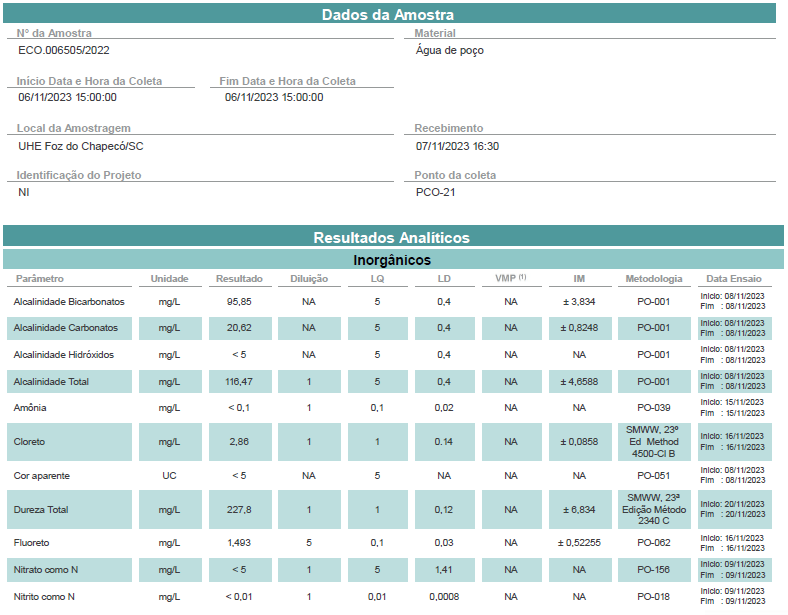 Dados da Amostra
Nº da Amostra Material
ECO.006505/2022 Água de poço
Início Data e Hora da Coleta Fim Data e Hora da Coleta
06/11/2023 15:00:00 06/11/2023 15:00:00
Local da Amostragem Recebimento
UHE Foz do Chapecó/SC 07/11/2023 16:30
Identificação do Projeto Ponto da coleta
NI PCO-21
Resultados Analíticos
Inorgânicos
Parâmetro Unidade Resultado Diluição LQ LD VMP (1) IM Metodologia Data Ensaio
Alcalinidade Bicarbonatos mg/L 95,85 NA 5 0,4 NA ± 3,834 PO-001 Início: 08/11/2023
Fim : 08/11/2023
Alcalinidade Carbonatos mg/L 20,62 NA 5 0,4 NA ± 0,8248 PO-001 Início: 08/11/2023
Fim : 08/11/2023
Alcalinidade Hidróxidos mg/L < 5 NA 5 0,4 NA NA PO-001 Início: 08/11/2023
Fim : 08/11/2023
Alcalinidade Total mg/L 116,47 1 5 0,4 NA ± 4,6588 PO-001 Início: 08/11/2023
Fim : 08/11/2023
Amônia mg/L < 0,1 1 0,1 0,02 NA NA PO-039 Início: 15/11/2023
Fim : 15/11/2023
Cloreto mg/L 2,86 1 1 0.14 NA ± 0,0858 SMWW, 23ª
Ed Method
4500-Cl B
Início: 16/11/2023
Fim : 16/11/2023
Cor aparente UC < 5 NA 5 NA NA NA PO-051 Início: 08/11/2023
Fim : 08/11/2023
Dureza Total mg/L 227,8 1 1 0,12 NA ± 6,834 SMWW, 23ª
Edição Método
2340 C
Início: 20/11/2023
Fim : 20/11/2023
Fluoreto mg/L 1,493 5 0,1 0,03 NA ± 0,52255 PO-062 Início: 16/11/2023
Fim : 16/11/2023
Nitrato como N mg/L < 5 1 5 1,41 NA NA PO-156 Início: 09/11/2023
Fim : 09/11/2023
Nitrito como N mg/L < 0,01 1 0,01 0,0008 NA NA PO-018 Início: 09/11/2023
Fim : 09/11/2023